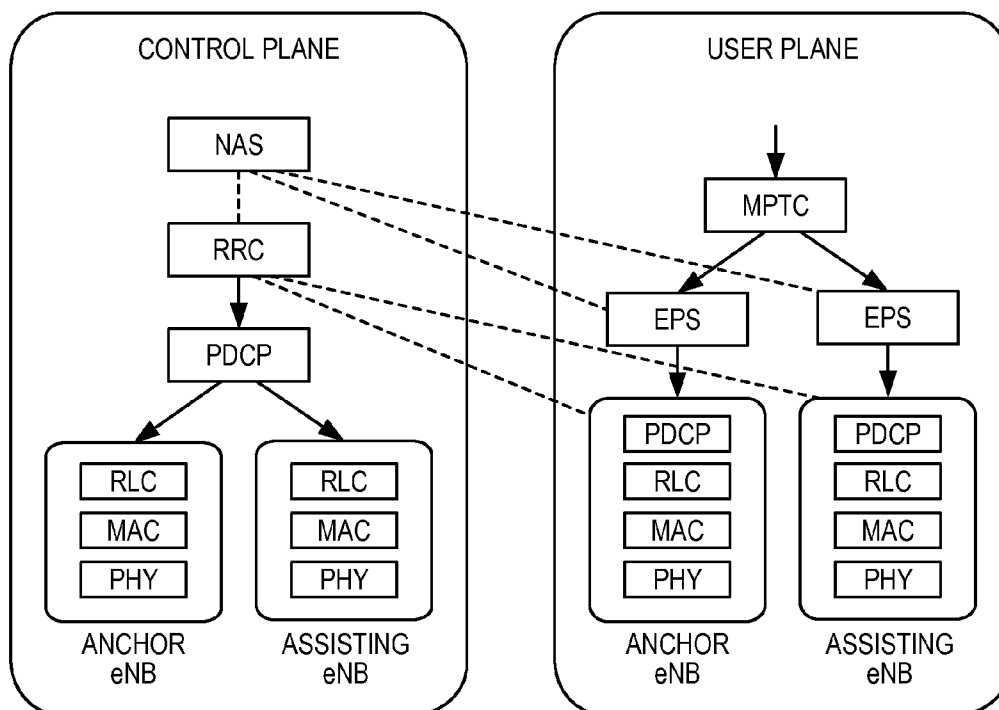 CONTROL PLANE
NAS
RRC
PDCP
RLC
MAC
PHY
ANCHOR
eNB
RLC
MAC
PHY
ASSISTING
eNB
USER PLANE
MPTC
EPS
EPS
PDCP
RLC
MAC
PHY
ANCHOR
eNB
PDCP
RLC
MAC
PHY
ASSISTING
eNB